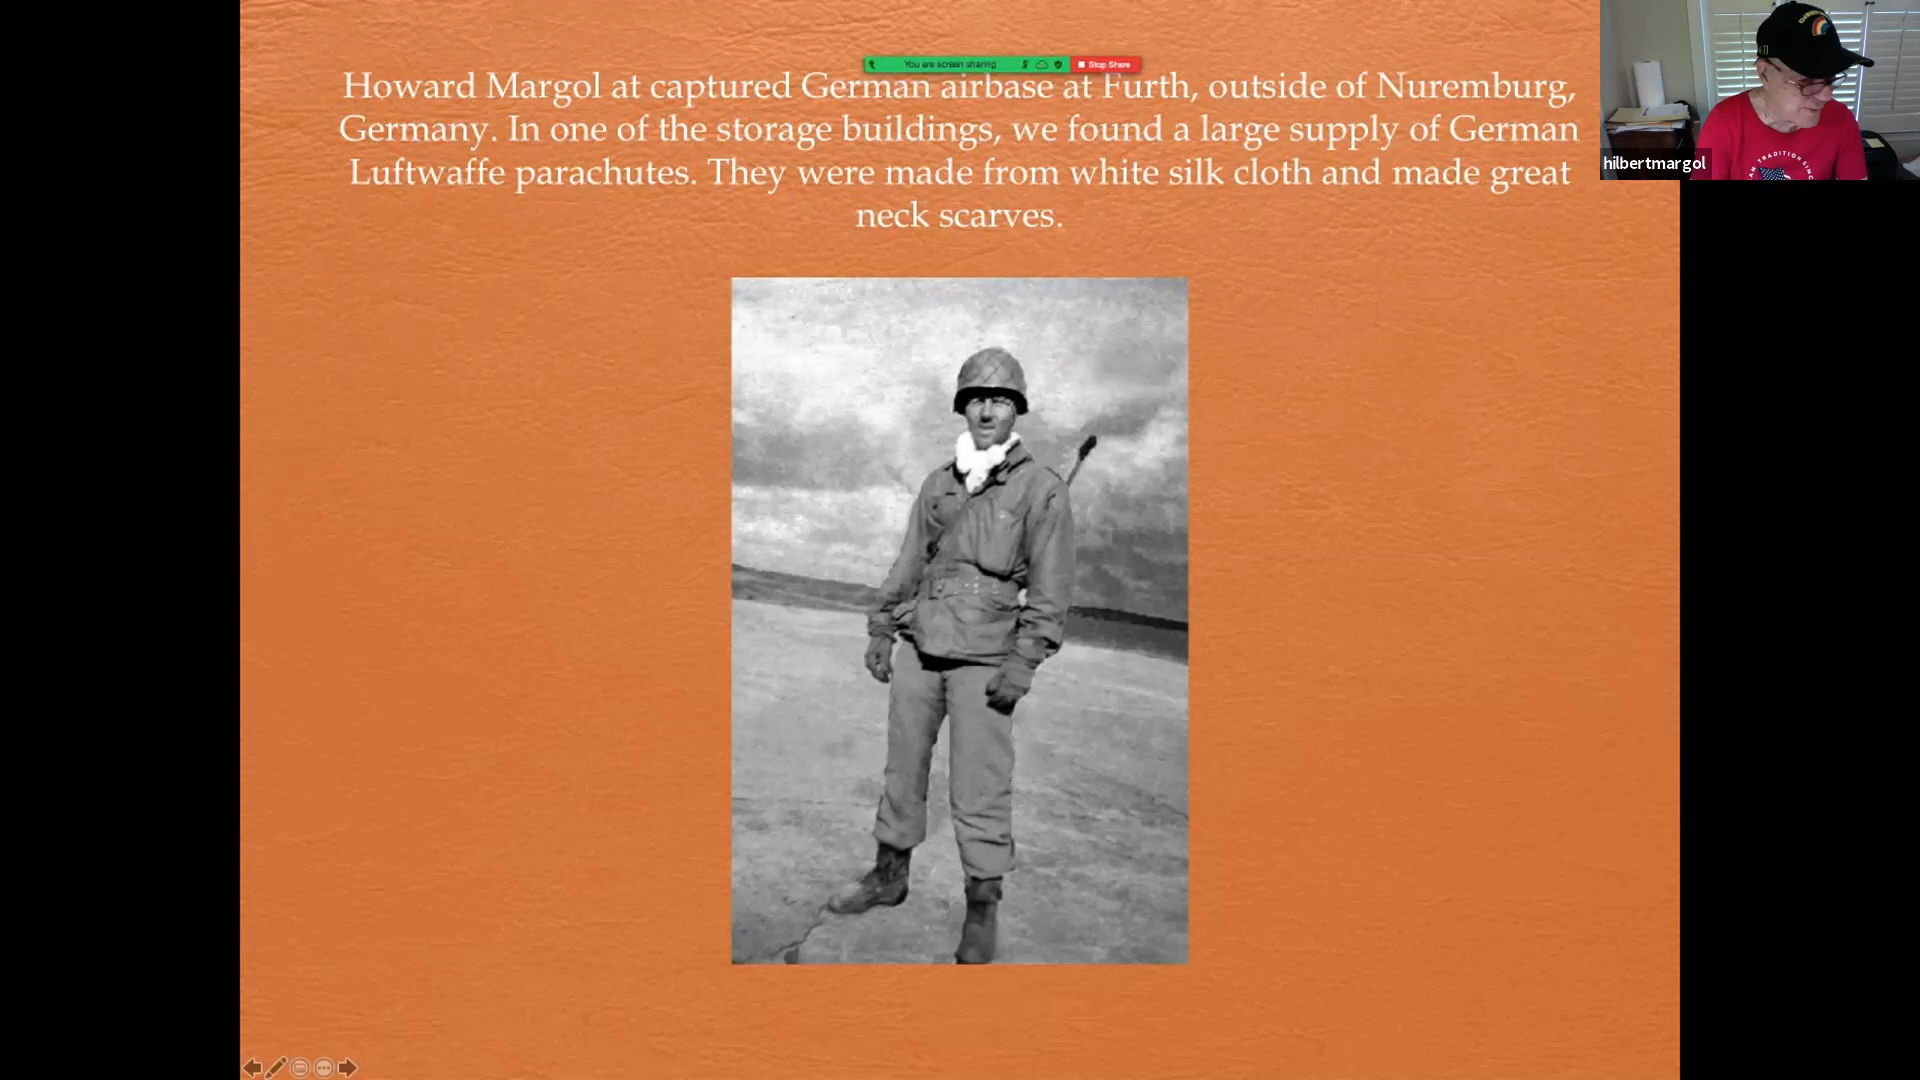 You are screen sharing
Stop Share
Howard Margol at captured German airbase at Furth, outside of Nuremburg,
Germany. In one of the storage buildings, we found a large supply of German
Luftwaffe parachutes. They were made from white silk cloth and made great
neck scarves.
hilbertmargol
TRADITION